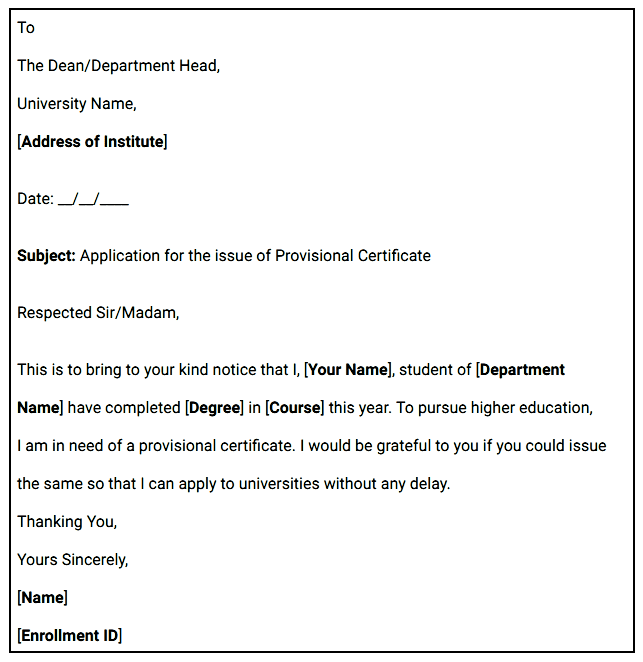 To
The Dean/Department Head,
University Name,
[Address of Institute]
Date: __/__/____
Subject: Application for the issue of Provisional Certificate
Respected Sir/Madam,
This is to bring to your kind notice that I, [Your Name], student of [Department
Name] have completed [Degree] in [Course] this year. To pursue higher education,
I am in need of a provisional certificate. I would be grateful to you if you could issue
the same so that I can apply to universities without any delay.
Thanking You,
Yours Sincerely,
[Name]
[Enrollment ID]